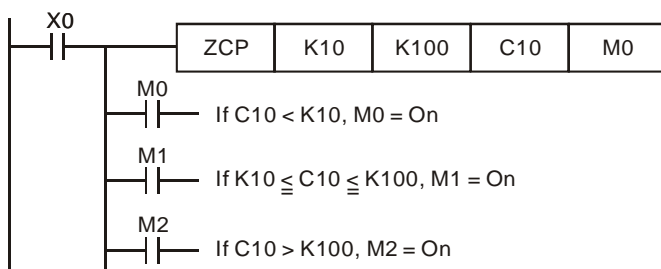 X0
ZCP K10 K100 C10 M0
M0
If C10 < K10, M0 = On
M1
If K10 ≦ C10 ≦ K100, M1 = On
M2
If C10 > K100, M2 = On